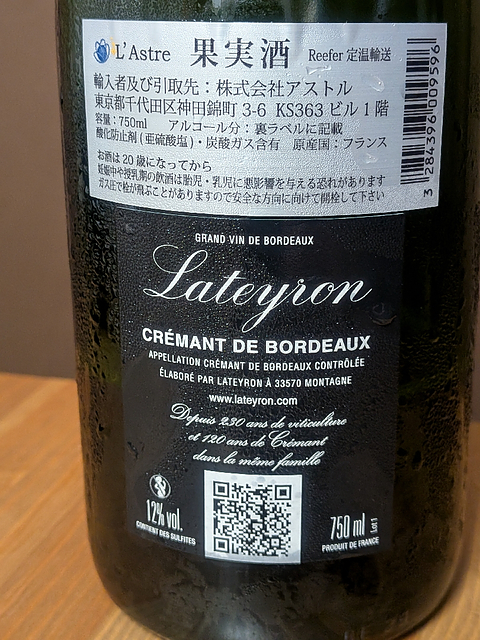 L'Astre 果実酒 Reefer 定温輸送
輸入者及び引取先：株式会社アストル
東京都千代田区神田錦町 3-6 KS363 ビル 1 階
容量：750ml アルコール分：裏ラベルに記載
酸化防止剤 (亜硫酸塩)・炭酸ガス含有 原産国：フランス
お酒は 20 歳になってから
妊娠中や授乳期の飲酒は胎児・乳児に悪影響を与える恐れがあります
ガス圧で栓が飛ぶことがありますので安全な方向に向けて開栓して下さい
3 284396 009596
GRAND VIN DE BORDEAUX
Lateyron
CRÉMANT DE BORDEAUX
APPELLATION CRÉMANT DE BORDEAUX CONTRÔLÉE
ÉLABORÉ PAR LATEYRON À 33570 MONTAGNE
www.lateyron.com
Depuis 230 ans de viticulture
et 120 ans de Crémant
dans la même famille
12% vol.
CONTIENT DES SULFITES
750 ml
Lot 1
PRODUIT DE FRANCE